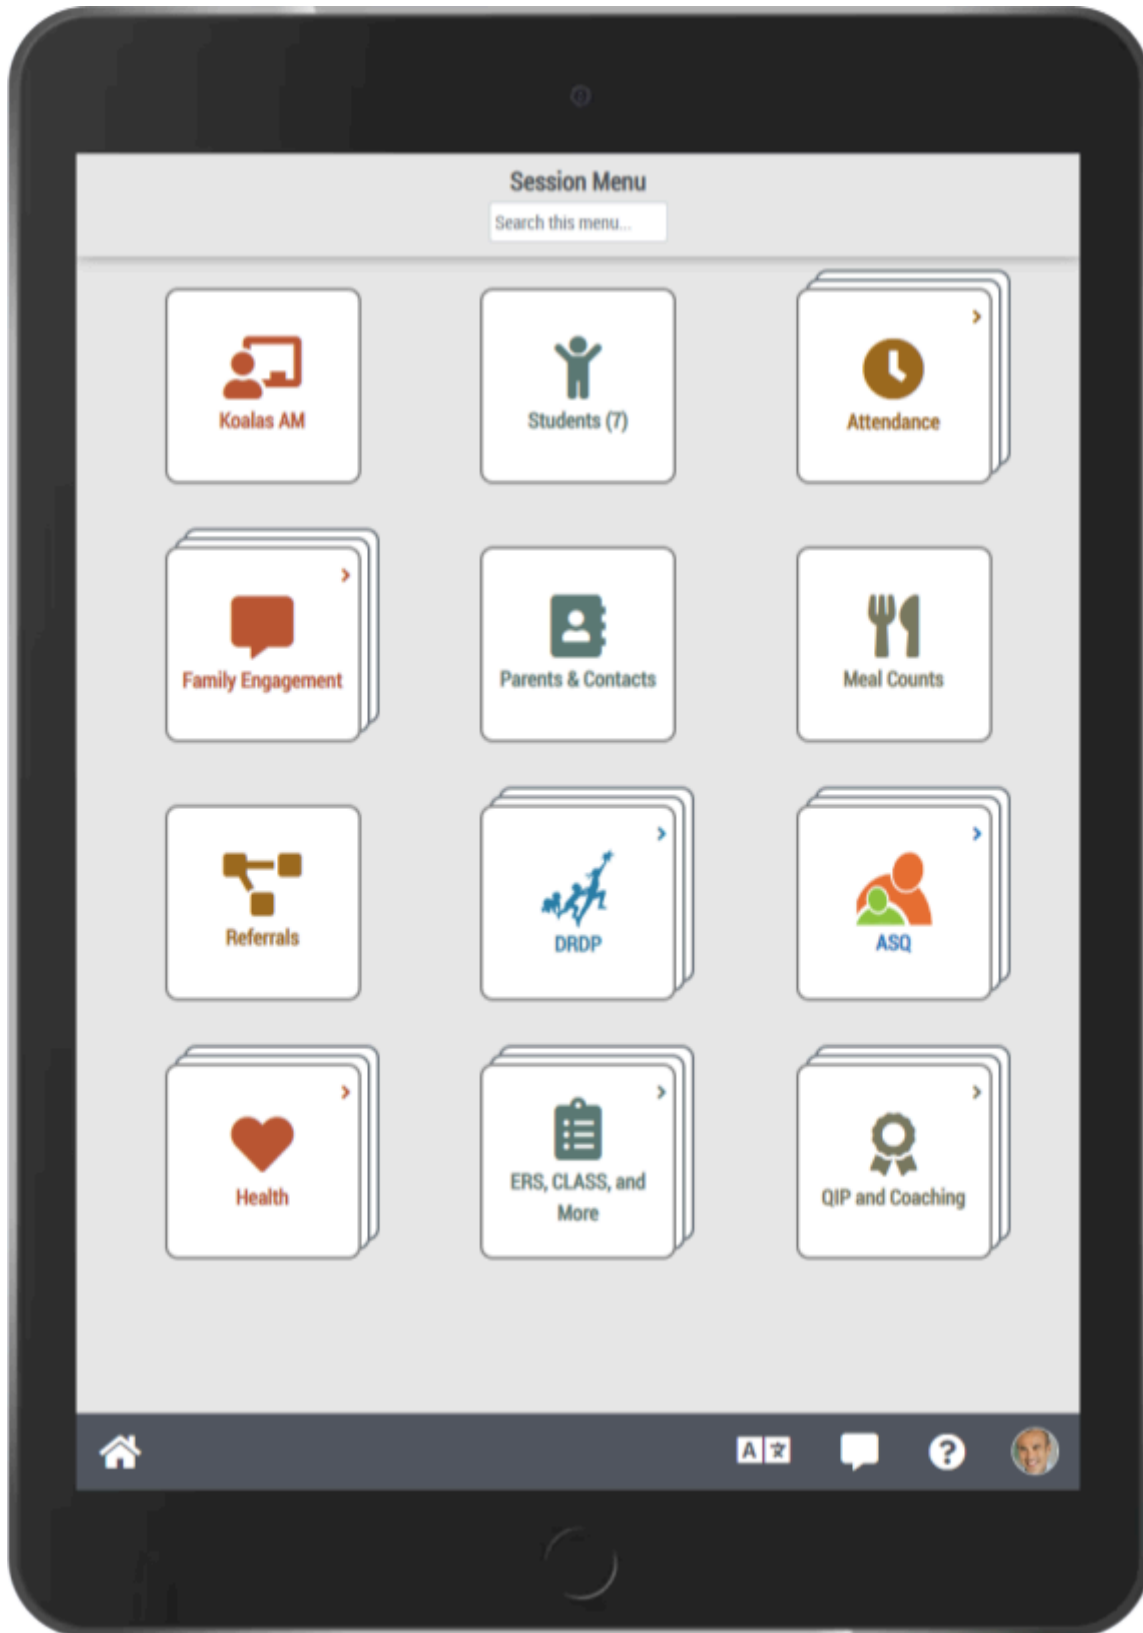 Session Menu
Search this menu...
Koalas AM
Students (7)
Attendance
Family Engagement
Parents & Contacts
Meal Counts
Referrals
DRDP
ASQ
Health
ERS, CLASS, and
More
QIP and Coaching
A 文
?